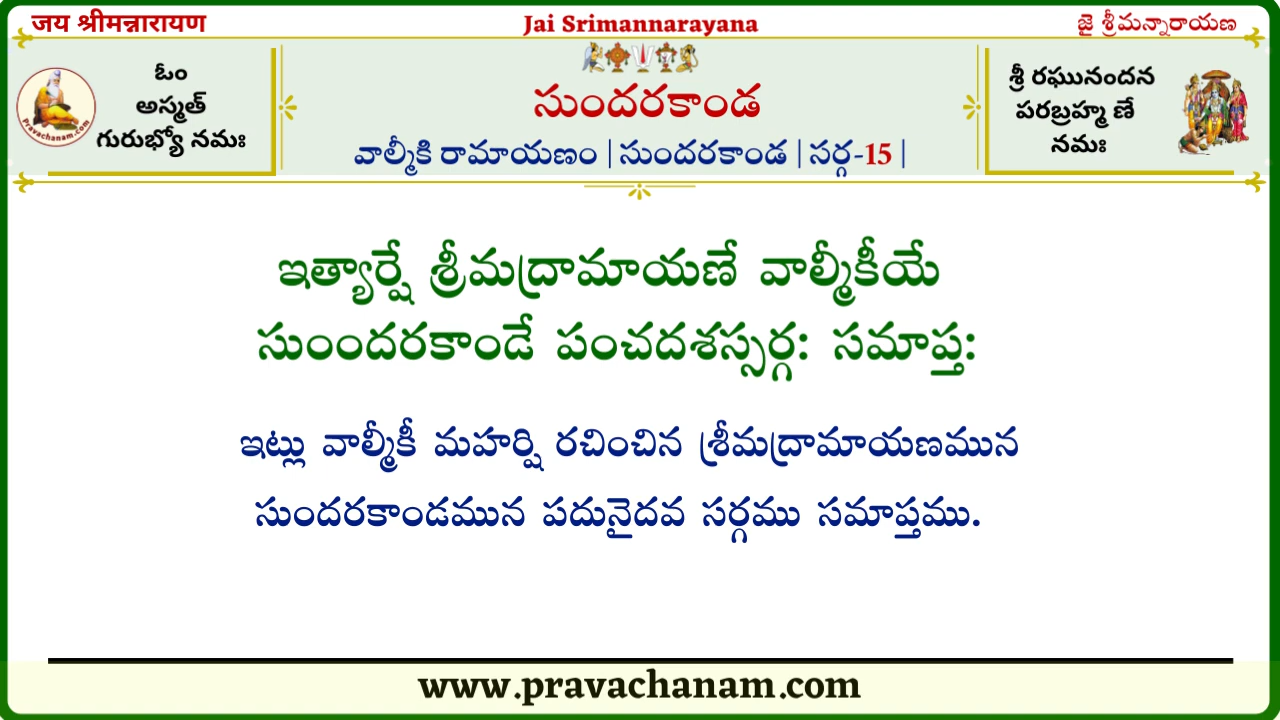 जय श्रीमन्नारायण
Jai Srimannarayana
జై శ్రీమన్నారాయణ
ఓం
అస్మత్
గురుభ్యో నమః
Pravachanam.com
సుందరకాండ
వాల్మీకి రామాయణం | సుందరకాండ | సర్గ-15 |
శ్రీ రఘునందన
పరబ్రహ్మ ణే
నమః
ఇత్యార్షే శ్రీమద్రామాయణే వాల్మీకీయే
సుంందరకాండే పంచదశస్సర్గ: సమాప్త:
ఇట్లు వాల్మీకీ మహర్షి రచించిన శ్రీమద్రామాయణమున
సుందరకాండమున పదునైదవ సర్గము సమాప్తము.
www.pravachanam.com